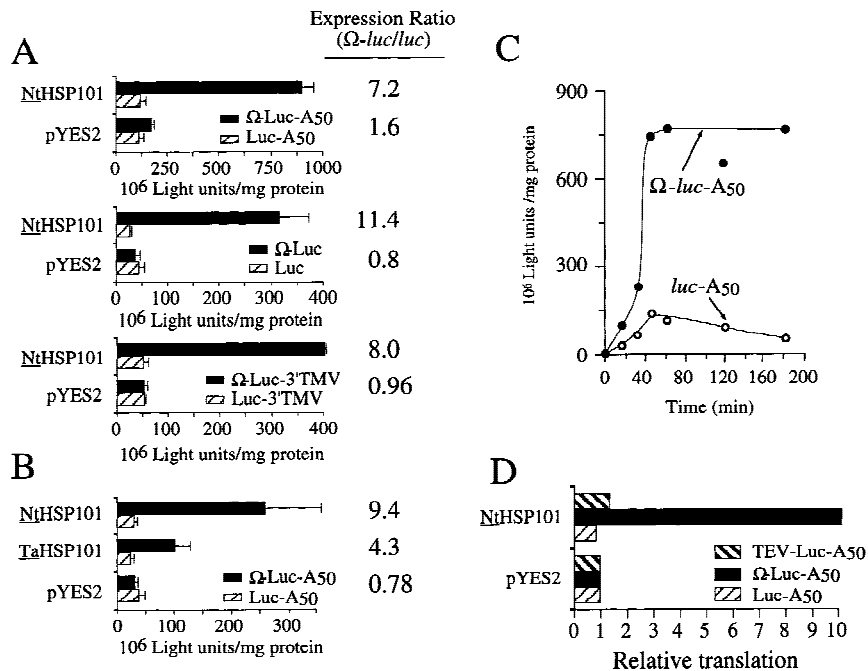 Expression Ratio
(Ω-luc/luc)
A
NtHSP101
7.2
pYES2
Ω-Luc-A50
Luc-A50
1.6
0 250 500 750 1000
10⁶ Light units/mg protein
NtHSP101
11.4
pYES2
Ω-Luc
Luc
0.8
0 100 200 300 400
10⁶ Light units/mg protein
NtHSP101
8.0
pYES2
Ω-Luc-3'TMV
Luc-3'TMV
0.96
0 100 200 300 400
10⁶ Light units/mg protein
B
NtHSP101
9.4
TaHSP101
4.3
pYES2
Ω-Luc-A50
Luc-A50
0.78
0 100 200 300
10⁶ Light units/mg protein
C
900
600
300
0
10⁶ Light units /mg protein
Ω-luc-A50
luc-A50
0 40 80 120 160 200
Time (min)
D
NtHSP101
pYES2
TEV-Luc-A50
Ω-Luc-A50
Luc-A50
0 1 2 3 4 5 6 7 8 9 10
Relative translation